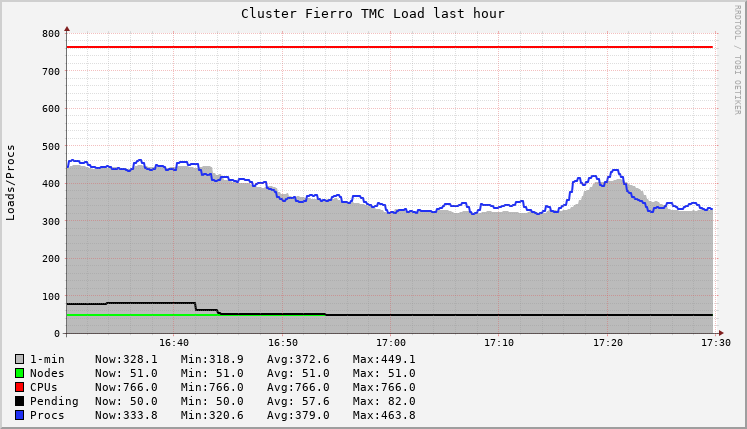 Cluster Fierro TMC Load last hour
RRDTOOL / TOBI OETIKER
Loads/Procs
800
700
600
500
400
300
200
100
0
16:40 16:50 17:00 17:10 17:20 17:30
1-min Now:328.1 Min:318.9 Avg:372.6 Max:449.1
Nodes Now: 51.0 Min: 51.0 Avg: 51.0 Max: 51.0
CPUs Now:766.0 Min:766.0 Avg:766.0 Max:766.0
Pending Now: 50.0 Min: 50.0 Avg: 57.6 Max: 82.0
Procs Now:333.8 Min:320.6 Avg:379.0 Max:463.8